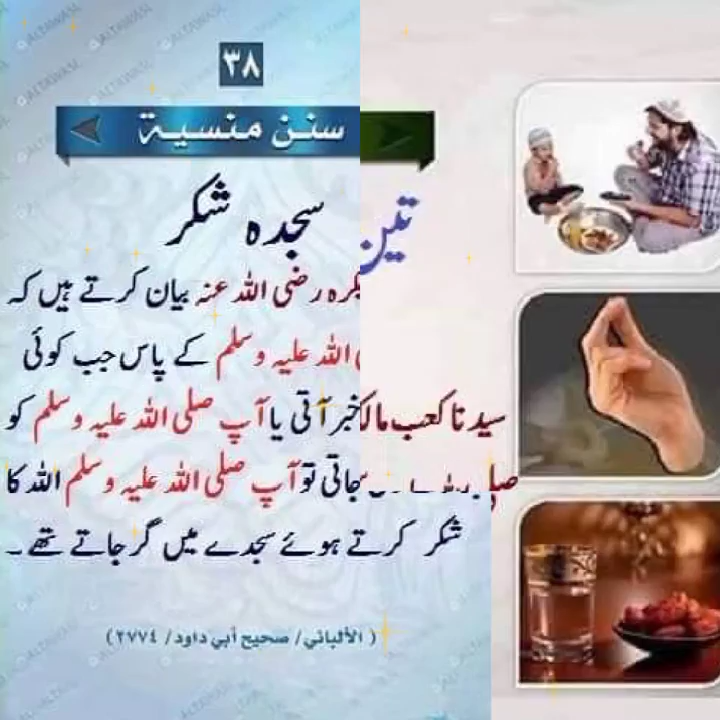 ٣٨
سنن منسية
سجدہ شکر
تین
کرہ رضی اللہ عنہ بیان کرتے ہیں کہ
اللہ علیہ وسلم کے پاس جب کوئی
سیدنا کعب مالک خبر آتی یا آپ صلی اللہ علیہ وسلم کو
صلی جاتی تو آپ صلی اللہ علیہ وسلم اللہ کا
شکر کرتے ہوئے سجدے میں گر جاتے تھے۔
(الألباني/ صحيح أبي داود/ ٢٧٧٤)